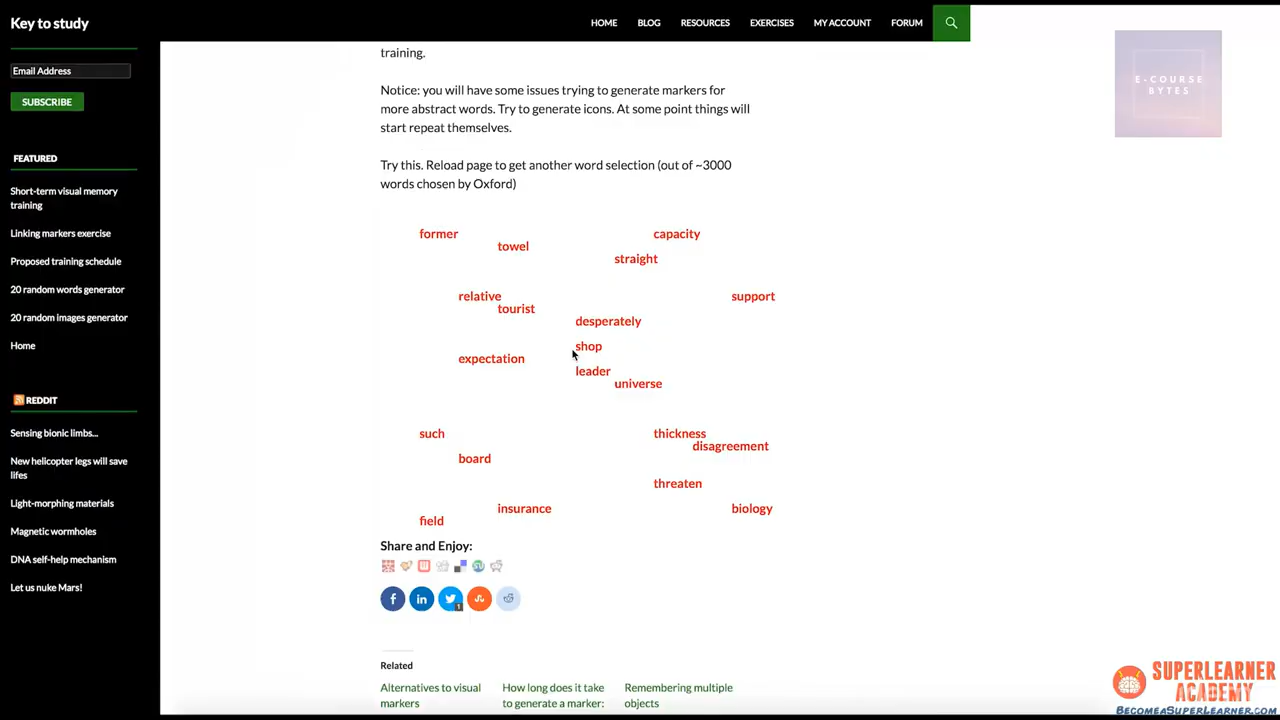 Key to study
HOME
BLOG
RESOURCES
EXERCISES
MY ACCOUNT
FORUM
Email Address
SUBSCRIBE
FEATURED
Short-term visual memory
training
Linking markers exercise
Proposed training schedule
20 random words generator
20 random images generator
Home
REDDIT
Sensing bionic limbs...
New helicopter legs will save
lifes
Light-morphing materials
Magnetic wormholes
DNA self-help mechanism
Let us nuke Mars!
training.
Notice: you will have some issues trying to generate markers for
more abstract words. Try to generate icons. At some point things will
start repeat themselves.
Try this. Reload page to get another word selection (out of ~3000
words chosen by Oxford)
former
capacity
towel
straight
relative
support
tourist
desperately
shop
expectation
leader
universe
such
thickness
disagreement
board
threaten
insurance
biology
field
Share and Enjoy:
f
in
1
Related
Alternatives to visual
markers
How long does it take
to generate a marker:
Remembering multiple
objects
E-COURSE
BYTES
SUPERLEARNER
ACADEMY
BECOMEASUPERLEARNER.COM